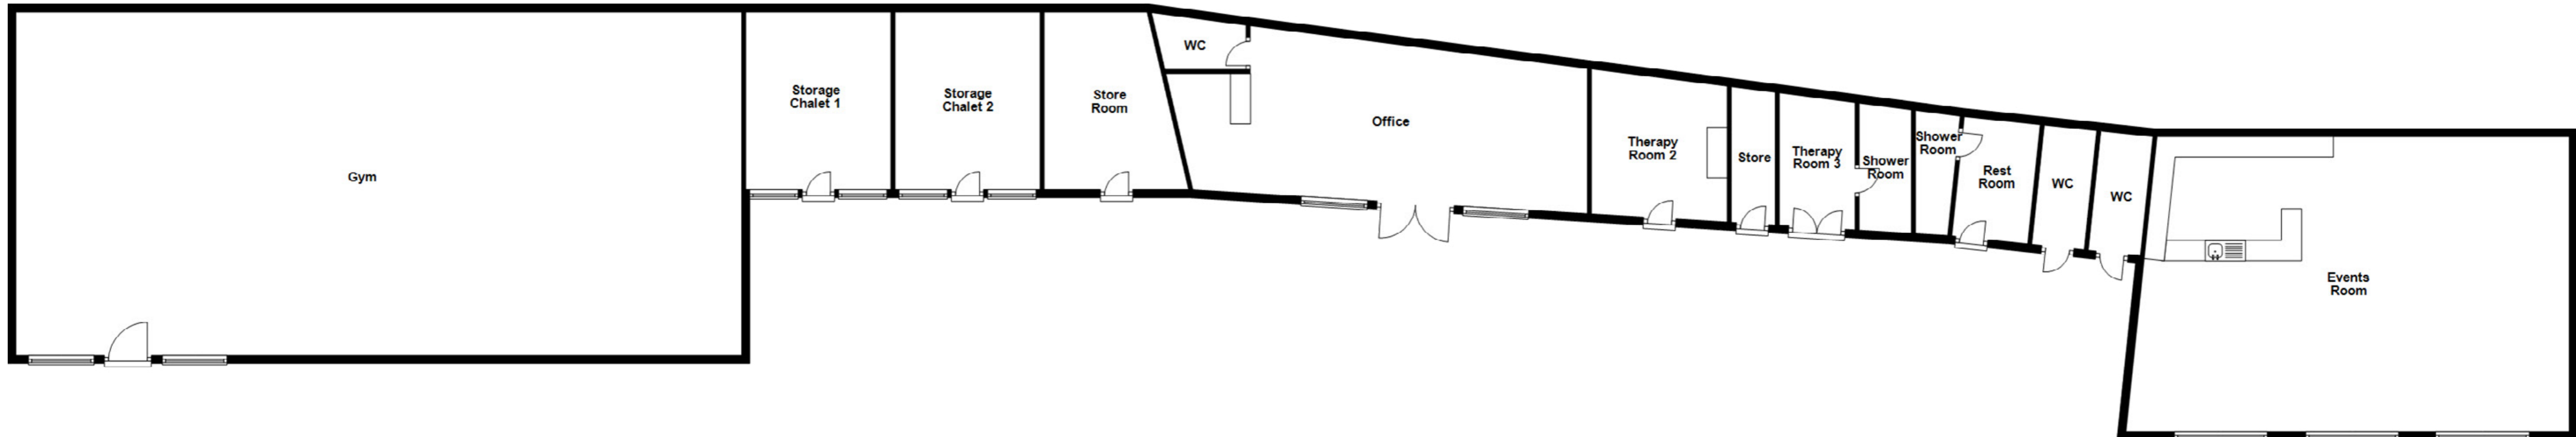 Gym
Storage
Chalet 1
Storage
Chalet 2
Store
Room
WC
Office
Therapy
Room 2
Store
Therapy
Room 3
Shower
Room
Shower
Room
Rest
Room
WC
WC
Events
Room